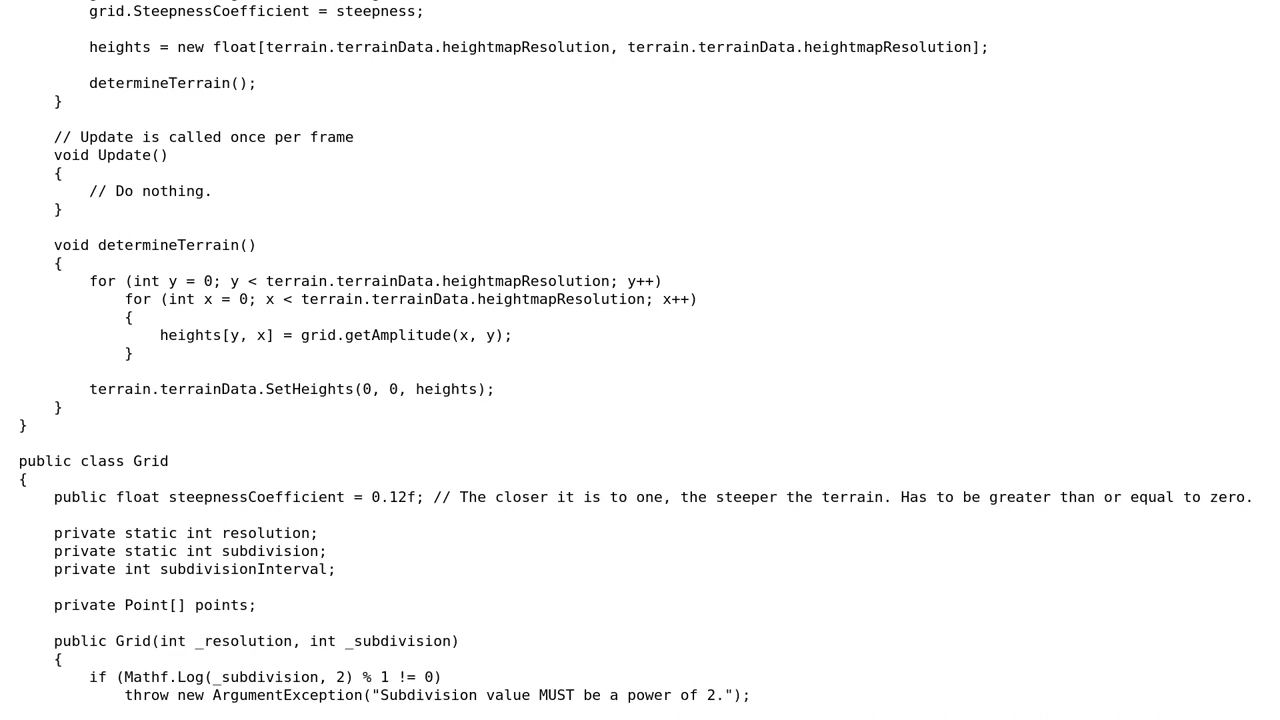 grid.SteepnessCoefficient = steepness;
heights = new float[terrain.terrainData.heightmapResolution, terrain.terrainData.heightmapResolution];
determineTerrain();
}
// Update is called once per frame
void Update()
{
// Do nothing.
}
void determineTerrain()
{
for (int y = 0; y < terrain.terrainData.heightmapResolution; y++)
for (int x = 0; x < terrain.terrainData.heightmapResolution; x++)
{
heights[y, x] = grid.getAmplitude(x, y);
}
terrain.terrainData.SetHeights(0, 0, heights);
}
}
public class Grid
{
public float steepnessCoefficient = 0.12f; // The closer it is to one, the steeper the terrain. Has to be greater than or equal to zero.
private static int resolution;
private static int subdivision;
private int subdivisionInterval;
private Point[] points;
public Grid(int _resolution, int _subdivision)
{
if (Mathf.Log(_subdivision, 2) % 1 != 0)
throw new ArgumentException("Subdivision value MUST be a power of 2.");